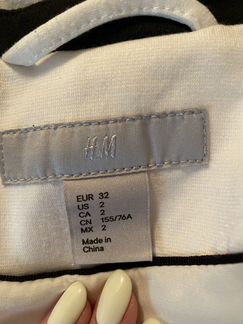 H&M
EUR 32
US 2
CA 2
CN 155/76A
MX 2
Made in
China